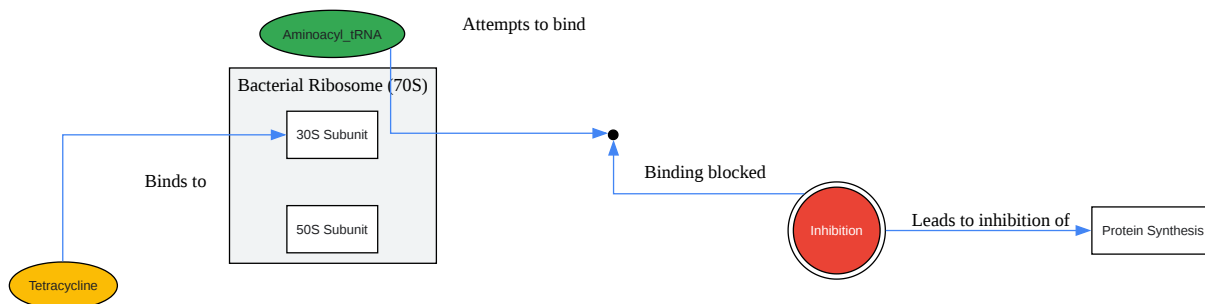 Aminoacyl_tRNA
Attempts to bind
Bacterial Ribosome (70S)
30S Subunit
Binds to
Binding blocked
50S Subunit
Inhibition
Leads to inhibition of
Protein Synthesis
Tetracycline